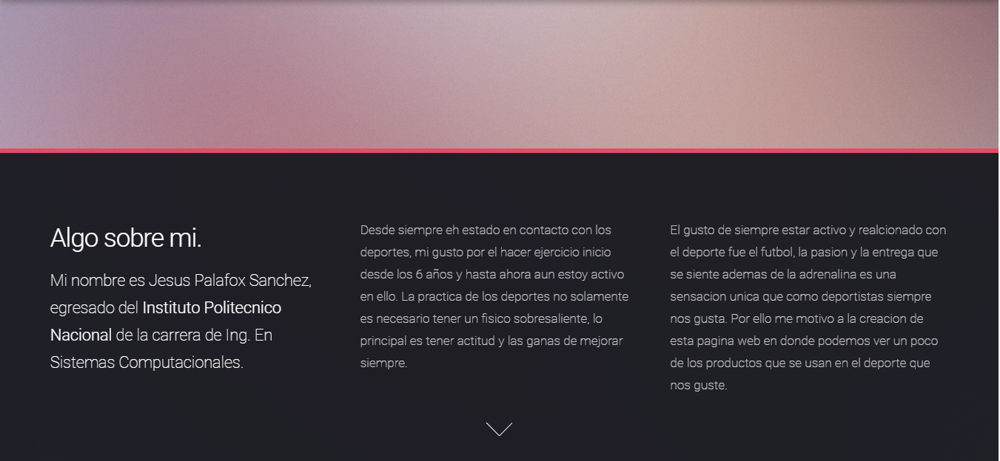 Algo sobre mi.
Mi nombre es Jesus Palafox Sanchez,
egresado del Instituto Politecnico
Nacional de la carrera de Ing. En
Sistemas Computacionales.
Desde siempre eh estado en contacto con los
deportes, mi gusto por el hacer ejercicio inicio
desde los 6 años y hasta ahora aun estoy activo
en ello. La practica de los deportes no solamente
es necesario tener un fisico sobresaliente, lo
principal es tener actitud y las ganas de mejorar
siempre.
El gusto de siempre estar activo y realcionado con
el deporte fue el futbol, la pasion y la entrega que
se siente ademas de la adrenalina es una
sensacion unica que como deportistas siempre
nos gusta. Por ello me motivo a la creacion de
esta pagina web en donde podemos ver un poco
de los productos que se usan en el deporte que
nos guste.